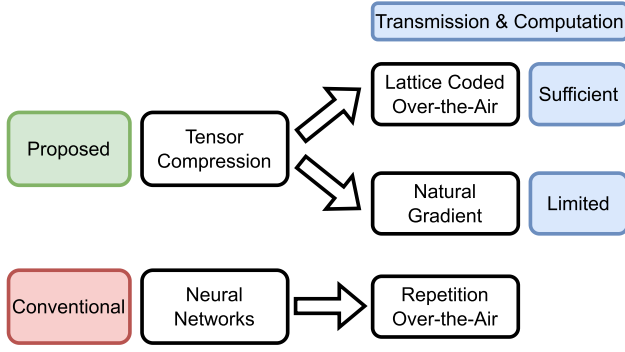 Transmission & Computation
Lattice Coded
Over-the-Air
Sufficient
Proposed
Tensor
Compression
Natural
Gradient
Limited
Conventional
Neural
Networks
Repetition
Over-the-Air